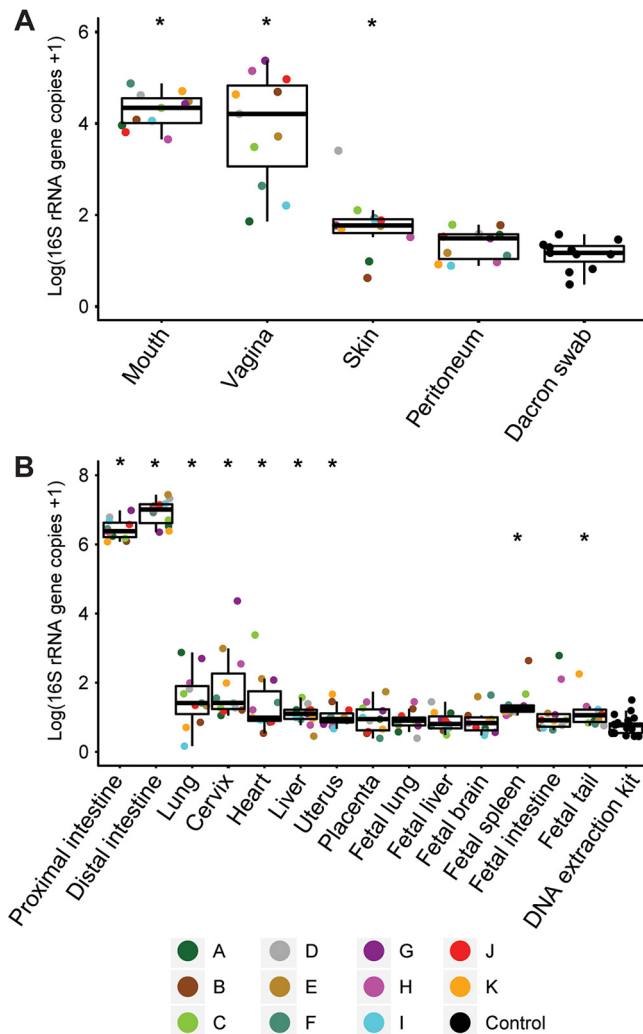 A
* * *
6
4
2
0
Log(16S rRNA gene copies +1)
Mouth
Vagina
Skin
Peritoneum
Dacron swab
B
* * * * * * * * *
8
6
4
2
0
Log(16S rRNA gene copies +1)
Proximal intestine
Distal intestine
Lung
Cervix
Heart
Liver
Uterus
Placenta
Fetal lung
Fetal liver
Fetal brain
Fetal spleen
Fetal intestine
Fetal tail
DNA extraction kit
A D G J
B E H K
C F I Control